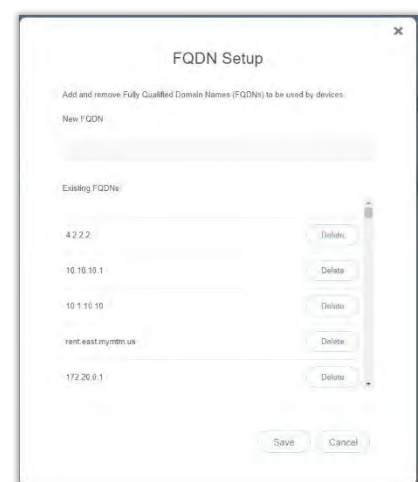 FQDN Setup
Add and remove Fully Qualified Domain Names (FQDNs) to be used by devices.
New FQDN
Existing FQDNs:
4.2.2.2 Delete
10.10.10.1 Delete
10.1.10.10 Delete
rent.east.mymtm.us Delete
172.20.0.1 Delete
Save Cancel